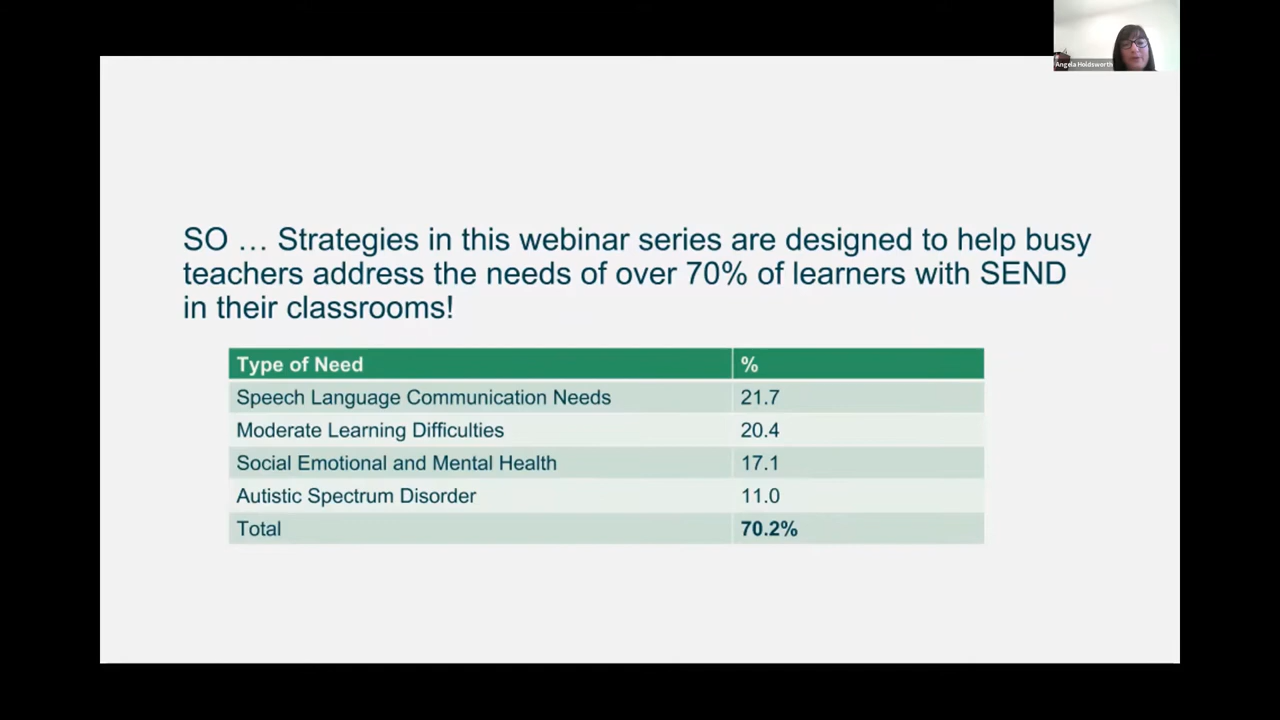 Angela Holdsworth
SO … Strategies in this webinar series are designed to help busy
teachers address the needs of over 70% of learners with SEND
in their classrooms!
Type of Need %
Speech Language Communication Needs 21.7
Moderate Learning Difficulties 20.4
Social Emotional and Mental Health 17.1
Autistic Spectrum Disorder 11.0
Total 70.2%